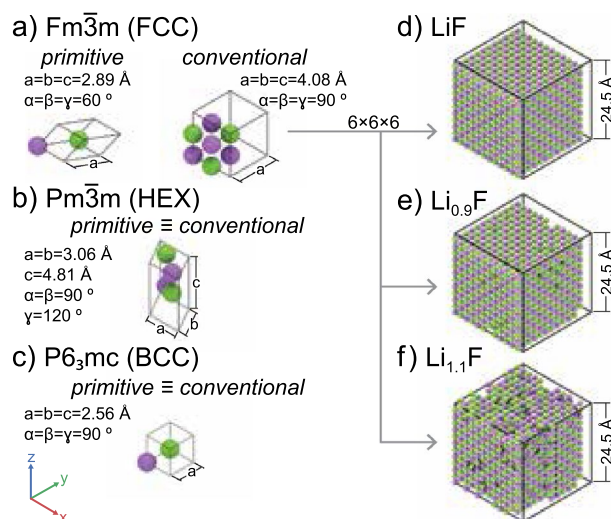 a) Fm3̄m (FCC)
primitive
a=b=c=2.89 Å
α=β=ɣ=60 º
a
conventional
a=b=c=4.08 Å
α=β=ɣ=90 º
a
6×6×6
b) Pm3̄m (HEX)
primitive ≡ conventional
a=b=3.06 Å
c=4.81 Å
α=β=90 º
ɣ=120 º
c
a
b
c) P6₃mc (BCC)
primitive ≡ conventional
a=b=c=2.56 Å
α=β=ɣ=90 º
a
z
y
x
d) LiF
24.5 Å
e) Li₀.₉F
24.5 Å
f) Li₁.₁F
24.5 Å